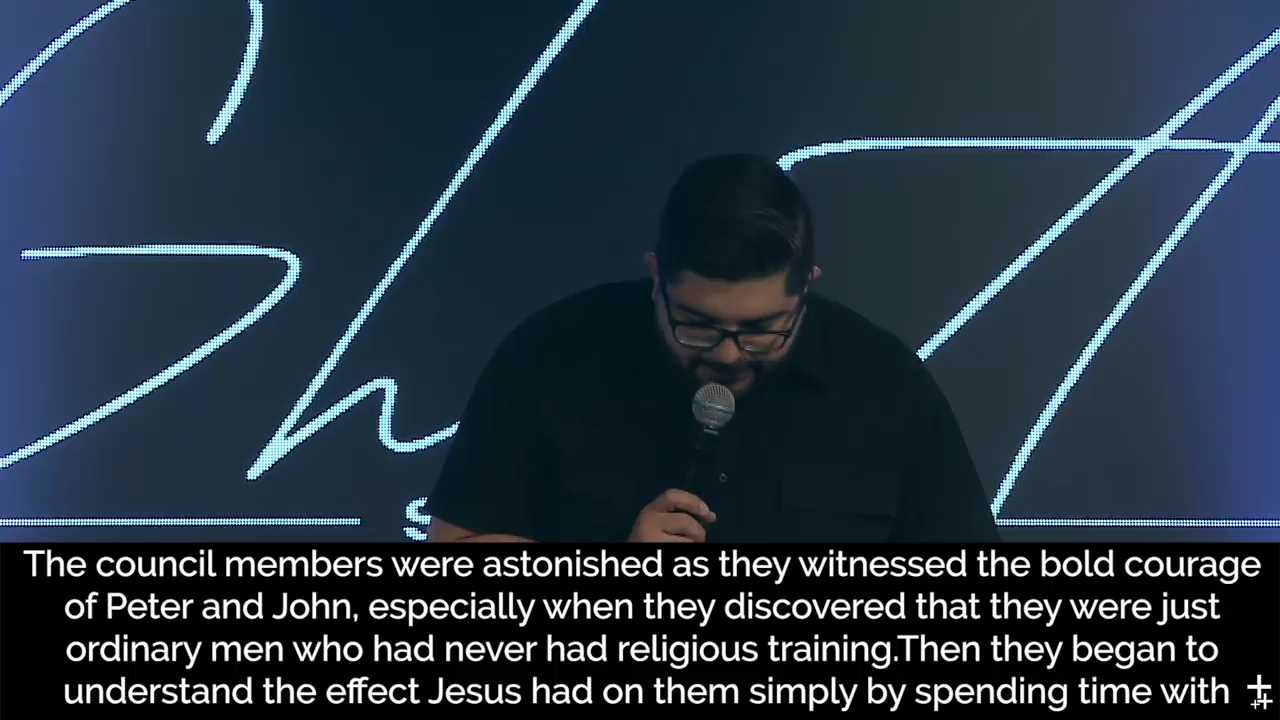 The council members were astonished as they witnessed the bold courage
of Peter and John, especially when they discovered that they were just
ordinary men who had never had religious training.Then they began to
understand the effect Jesus had on them simply by spending time with